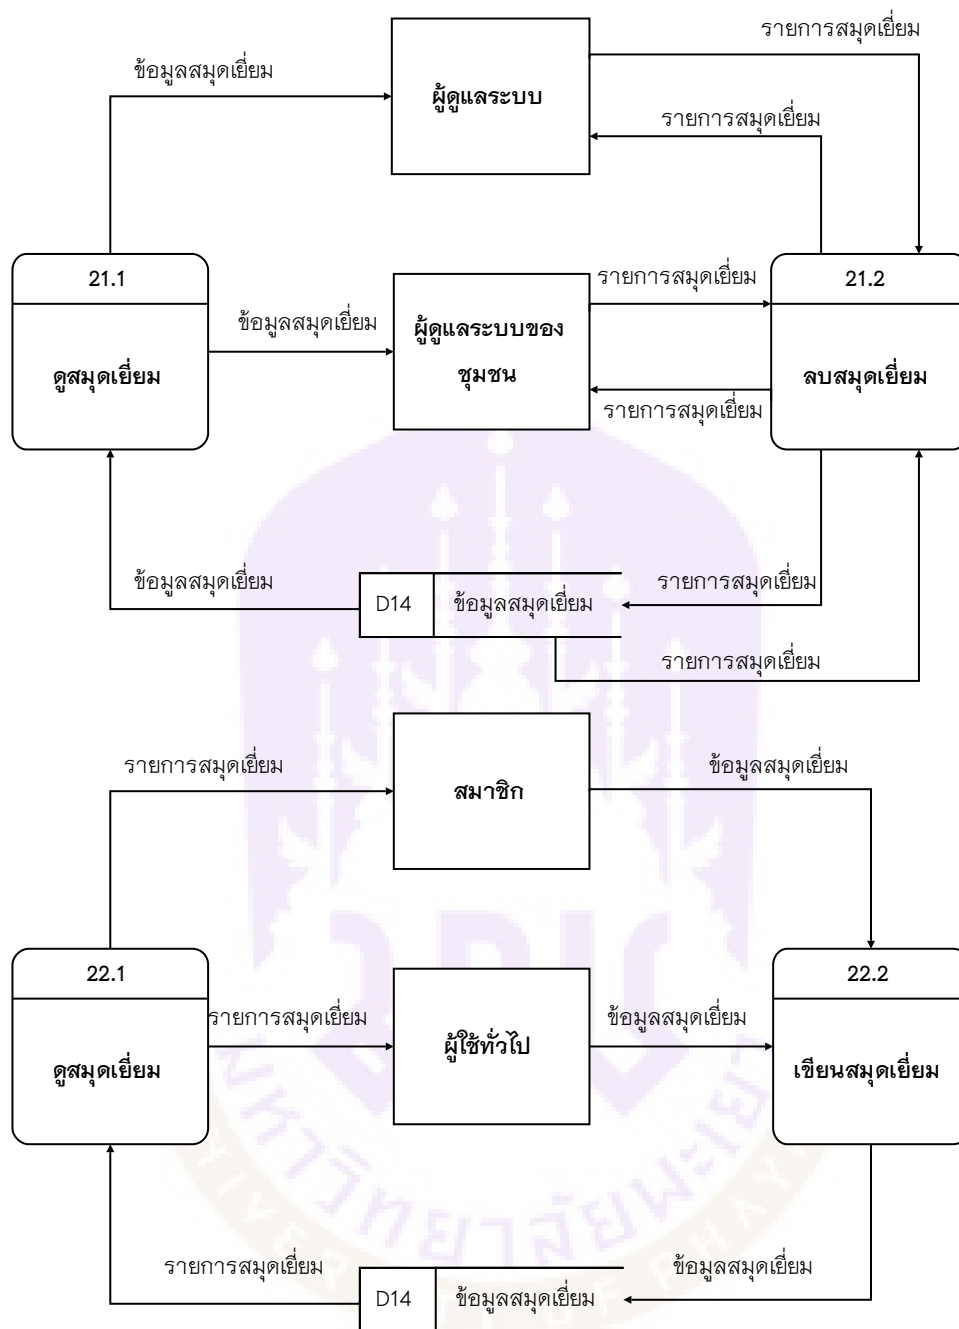 รายการสมุดเยี่ยม
ข้อมูลสมุดเยี่ยม
ผู้ดูแลระบบ
รายการสมุดเยี่ยม
21.1
ดูสมุดเยี่ยม
ข้อมูลสมุดเยี่ยม
ผู้ดูแลระบบของ
ชุมชน
รายการสมุดเยี่ยม
รายการสมุดเยี่ยม
21.2
ลบสมุดเยี่ยม
ข้อมูลสมุดเยี่ยม
D14
ข้อมูลสมุดเยี่ยม
รายการสมุดเยี่ยม
รายการสมุดเยี่ยม
รายการสมุดเยี่ยม
สมาชิก
ข้อมูลสมุดเยี่ยม
22.1
ดูสมุดเยี่ยม
รายการสมุดเยี่ยม
ผู้ใช้ทั่วไป
ข้อมูลสมุดเยี่ยม
22.2
เขียนสมุดเยี่ยม
มหาวิทยาลัยพะเยา
รายการสมุดเยี่ยม
D14
ข้อมูลสมุดเยี่ยม
ข้อมูลสมุดเยี่ยม